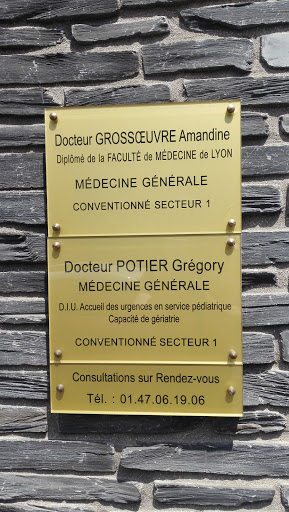 Docteur GROSSŒUVRE Amandine
Diplômé de la FACULTÉ de MÉDECINE de LYON
MÉDECINE GÉNÉRALE
CONVENTIONNÉ SECTEUR 1
Docteur POTIER Grégory
MÉDECINE GÉNÉRALE
D.I.U. Accueil des urgences en service pédiatrique
Capacité de gériatrie
CONVENTIONNÉ SECTEUR 1
Consultations sur Rendez-vous
Tél. : 01.47.06.19.06